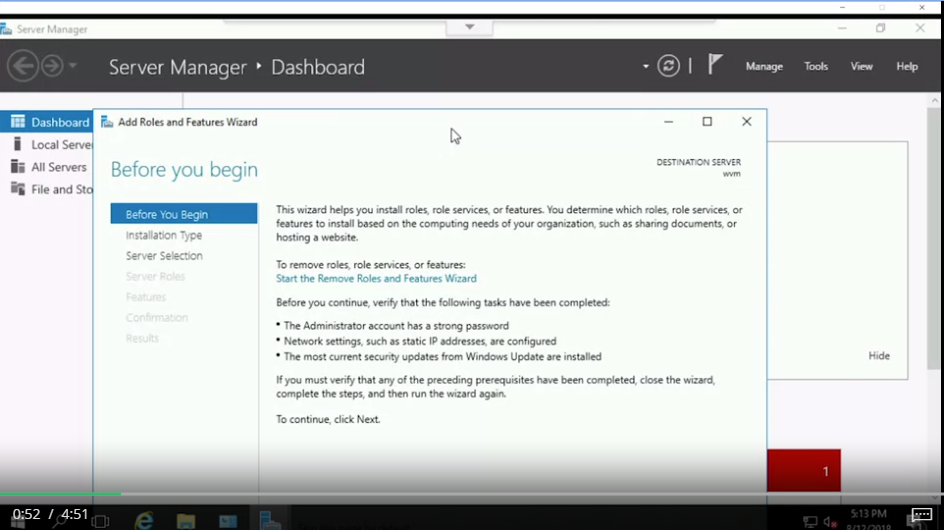 Server Manager
Server Manager ‣ Dashboard
Manage Tools View Help
Dashboard
Local Serve
All Servers
File and Sto
Add Roles and Features Wizard
Before you begin
DESTINATION SERVER
wvm
Before You Begin
Installation Type
Server Selection
Server Roles
Features
Confirmation
Results
This wizard helps you install roles, role services, or features. You determine which roles, role services, or
features to install based on the computing needs of your organization, such as sharing documents, or
hosting a website.
To remove roles, role services, or features:
Start the Remove Roles and Features Wizard
Before you continue, verify that the following tasks have been completed:
• The Administrator account has a strong password
• Network settings, such as static IP addresses, are configured
• The most current security updates from Windows Update are installed
If you must verify that any of the preceding prerequisites have been completed, close the wizard,
complete the steps, and then run the wizard again.
To continue, click Next.
Hide
1
0:52 / 4:51
5:13 PM
8/12/2018